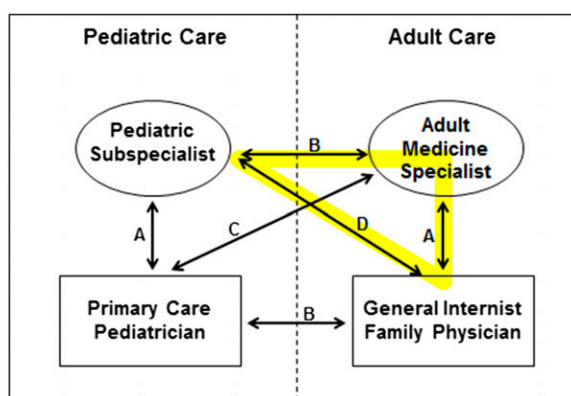 Pediatric Care
Adult Care
Pediatric
Subspecialist
B
Adult
Medicine
Specialist
A
C
D
A
Primary Care
Pediatrician
B
General Internist
Family Physician